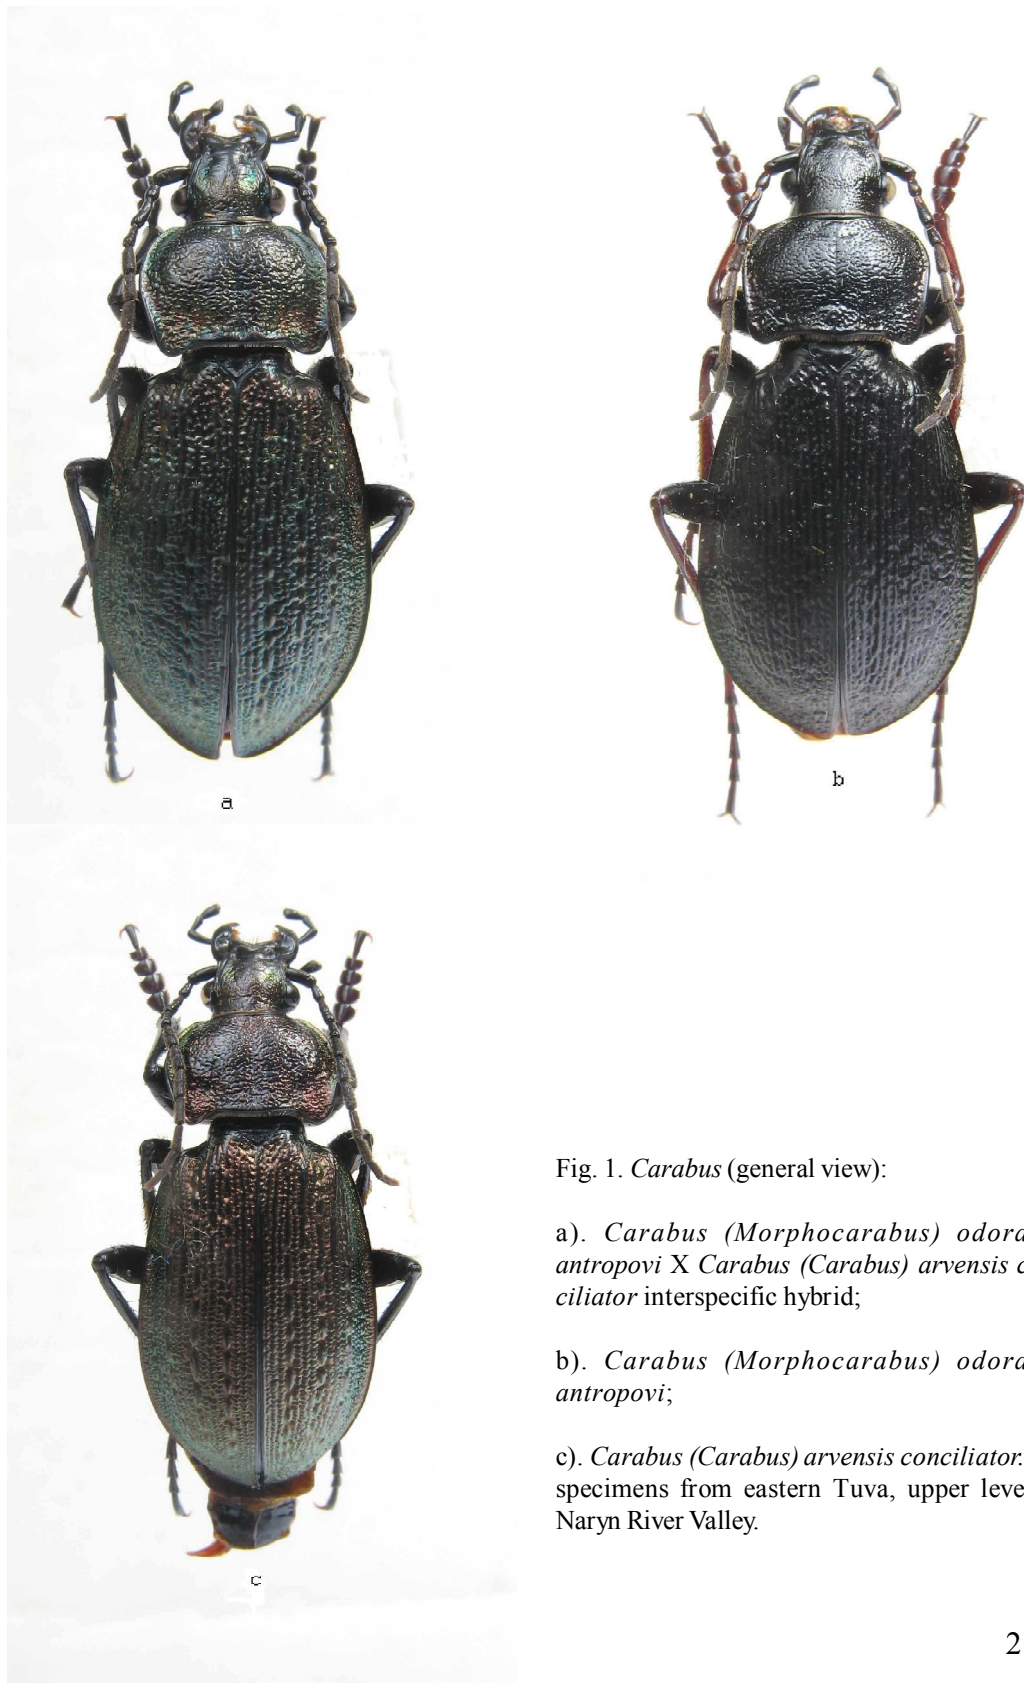 a
b
c
Fig. 1. Carabus (general view):
a). Carabus (Morphocarabus) odora
antropovi X Carabus (Carabus) arvensis c
ciliator interspecific hybrid;
b). Carabus (Morphocarabus) odora
antropovi;
c). Carabus (Carabus) arvensis conciliator.
specimens from eastern Tuva, upper leve
Naryn River Valley.
2